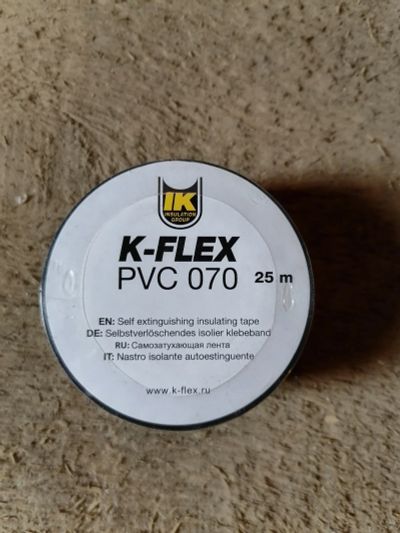 IK
INSULATION
GROUP
K-FLEX
PVC 070 25 m
EN: Self extinguishing insulating tape
DE: Selbstverlöschendes isolier klebeband
RU: Самозатухающая лента
IT: Nastro isolante autoestinguente
www.k-flex.ru